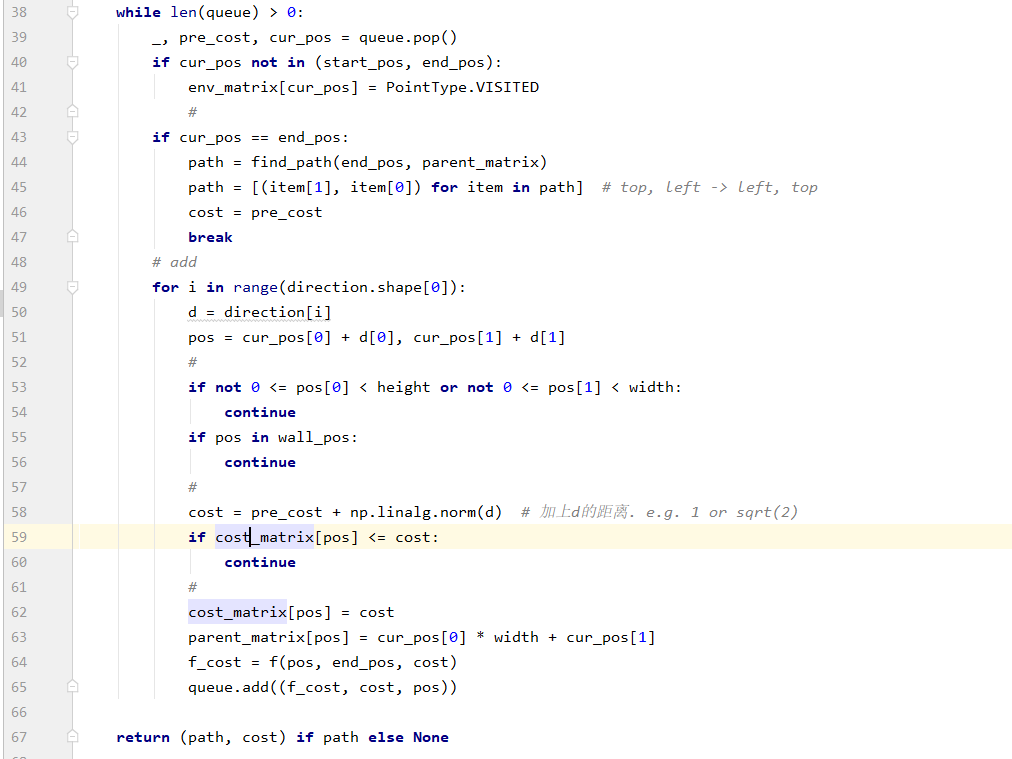 38 while len(queue) > 0:
39 _, pre_cost, cur_pos = queue.pop()
40 if cur_pos not in (start_pos, end_pos):
41 env_matrix[cur_pos] = PointType.VISITED
42 #
43 if cur_pos == end_pos:
44 path = find_path(end_pos, parent_matrix)
45 path = [(item[1], item[0]) for item in path]  # top, left -> left, top
46 cost = pre_cost
47 break
48 # add
49 for i in range(direction.shape[0]):
50 d = direction[i]
51 pos = cur_pos[0] + d[0], cur_pos[1] + d[1]
52 #
53 if not 0 <= pos[0] < height or not 0 <= pos[1] < width:
54 continue
55 if pos in wall_pos:
56 continue
57 #
58 cost = pre_cost + np.linalg.norm(d)  # 加上d的距离. e.g. 1 or sqrt(2)
59 if cost_matrix[pos] <= cost:
60 continue
61 #
62 cost_matrix[pos] = cost
63 parent_matrix[pos] = cur_pos[0] * width + cur_pos[1]
64 f_cost = f(pos, end_pos, cost)
65 queue.add((f_cost, cost, pos))
66
67 return (path, cost) if path else None